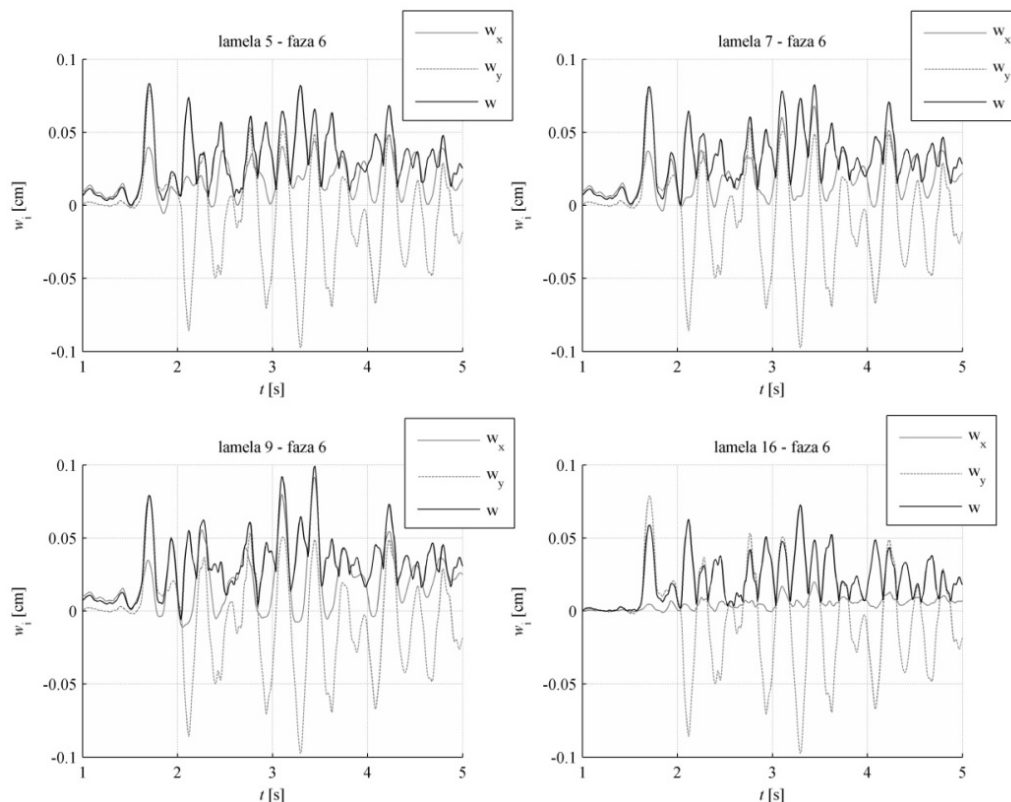 lamela 5 - faza 6
w_x
w_y
w
0.1
0.05
0
-0.05
-0.1
w_i [cm]
1 2 3 4 5
t [s]
lamela 7 - faza 6
w_x
w_y
w
0.1
0.05
0
-0.05
-0.1
w_i [cm]
1 2 3 4 5
t [s]
lamela 9 - faza 6
w_x
w_y
w
0.1
0.05
0
-0.05
-0.1
w_i [cm]
1 2 3 4 5
t [s]
lamela 16 - faza 6
w_x
w_y
w
0.1
0.05
0
-0.05
-0.1
w_i [cm]
1 2 3 4 5
t [s]